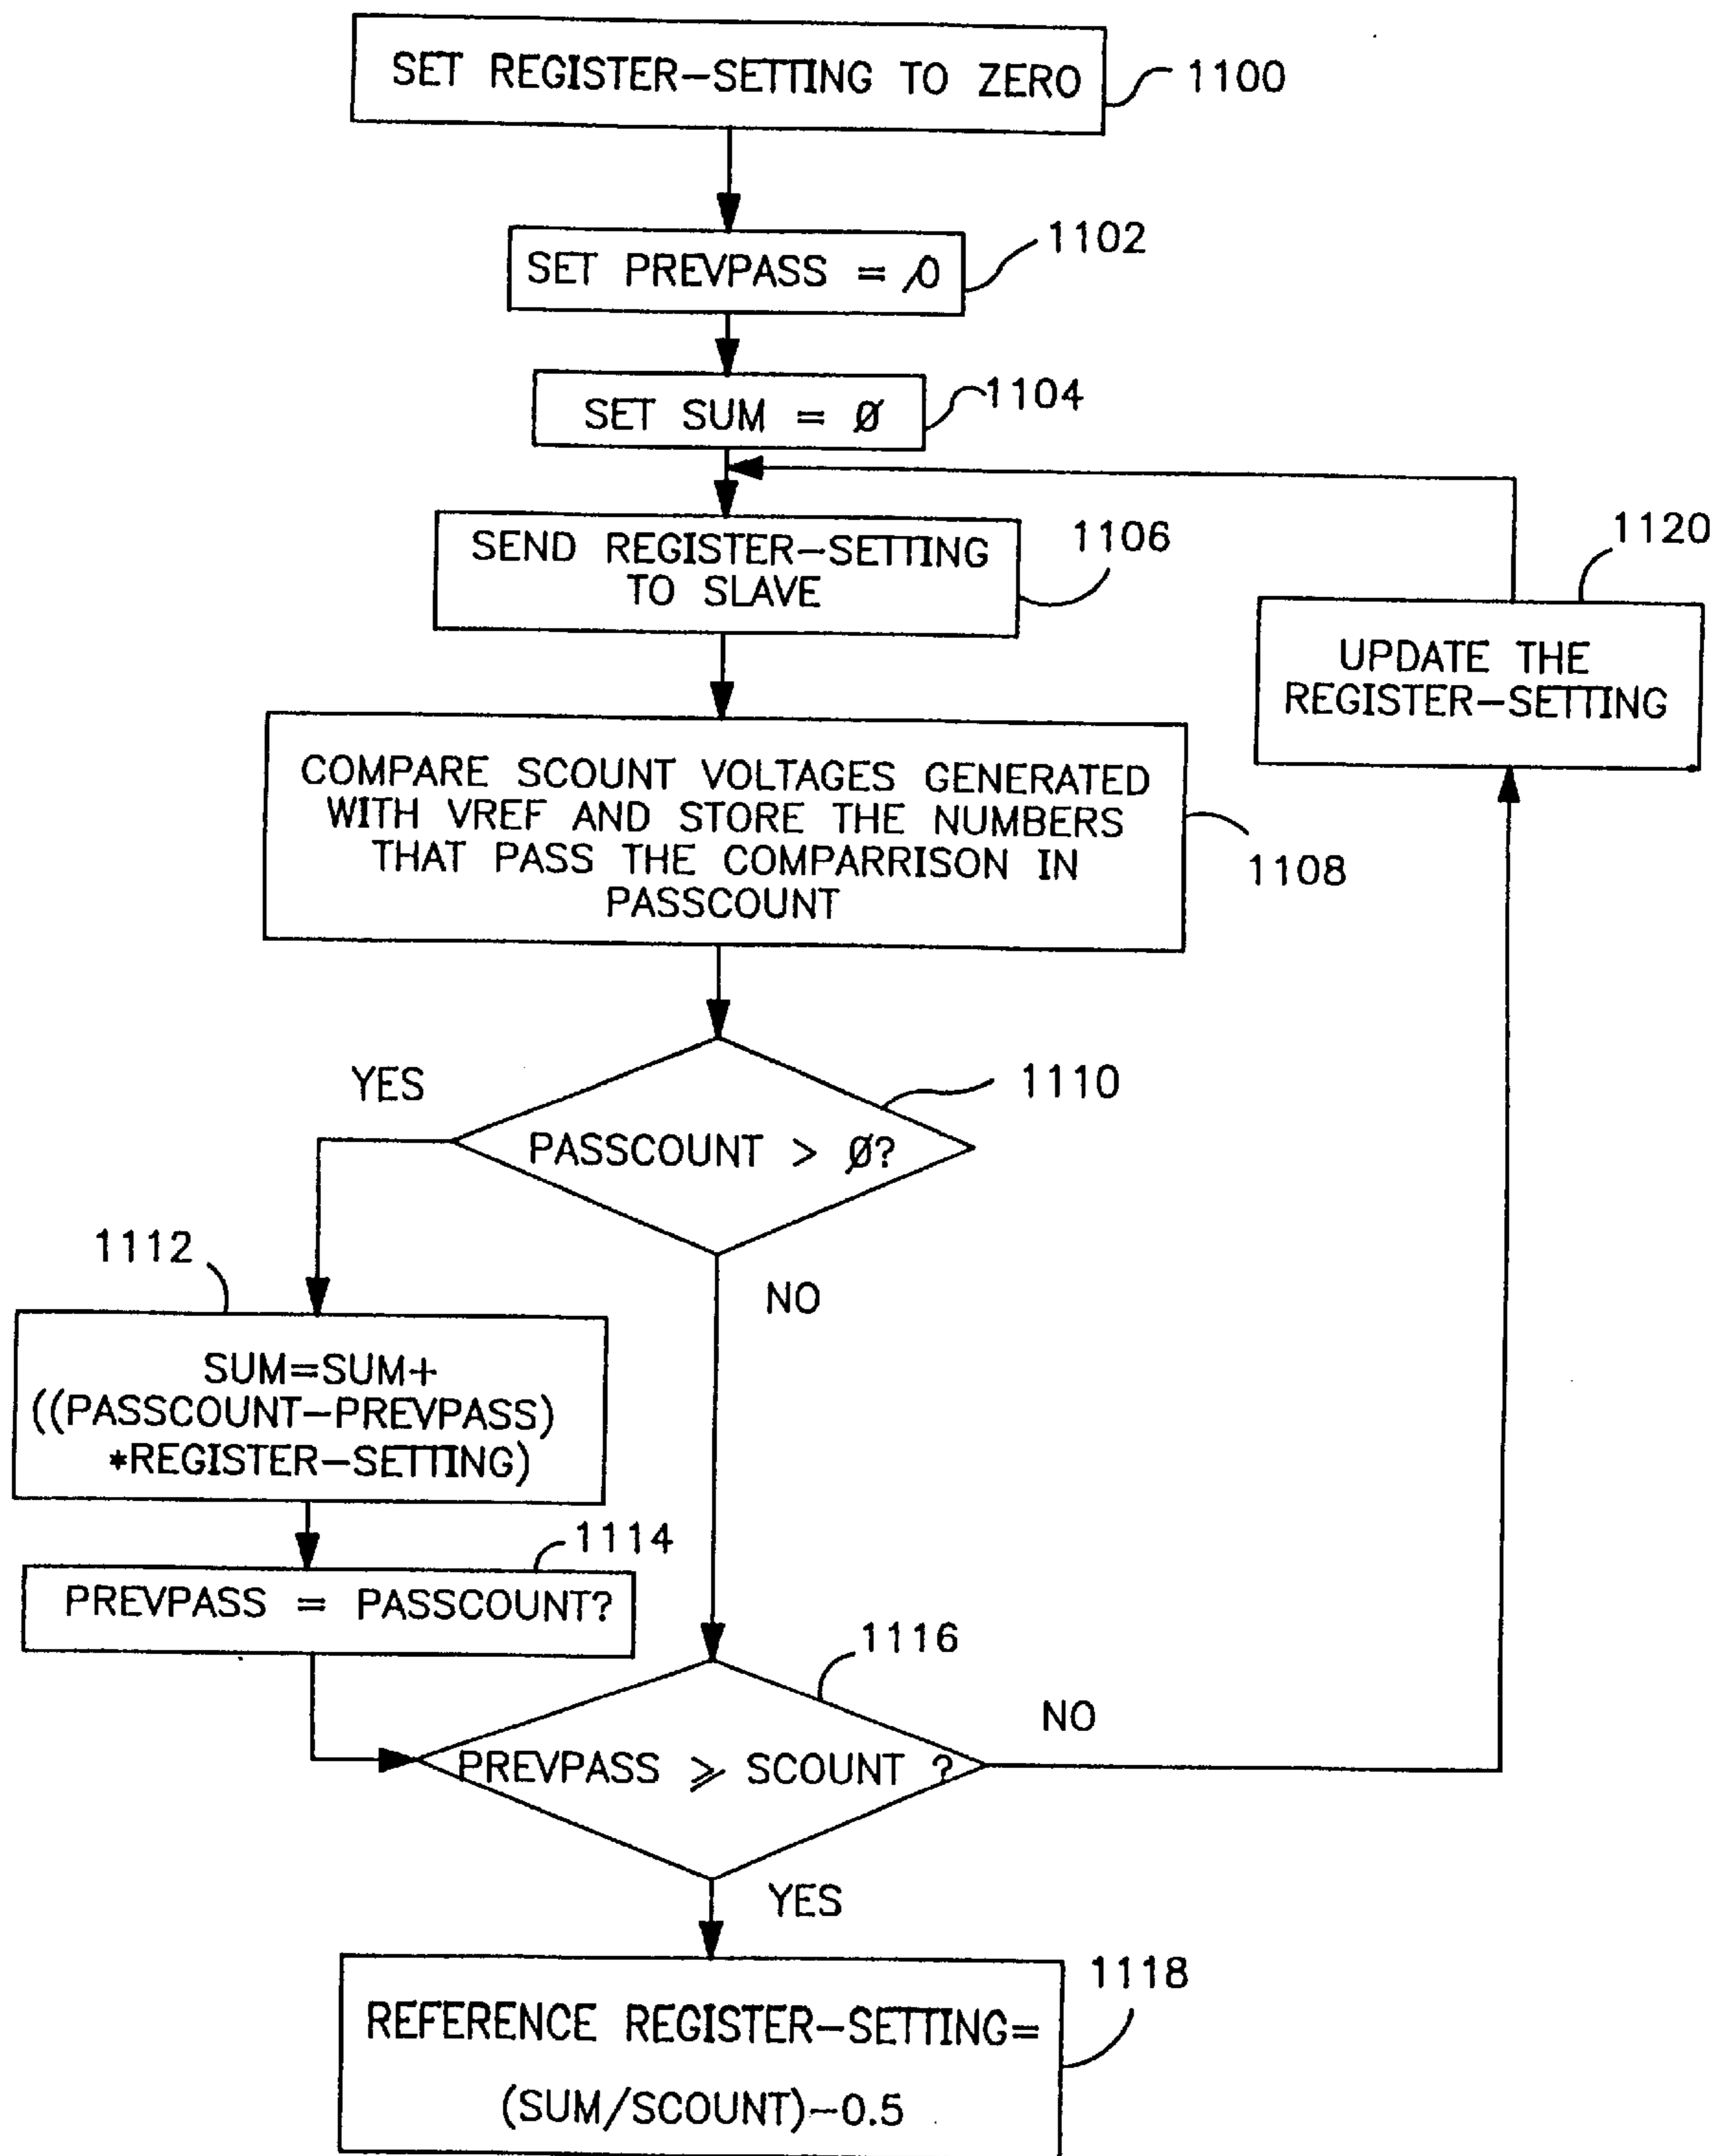 SET REGISTER-SETTING TO ZERO
1100
SET PREVPASS = 0
1102
SET SUM = Ø
1104
SEND REGISTER-SETTING
TO SLAVE
1106
1120
UPDATE THE
REGISTER-SETTING
COMPARE SCOUNT VOLTAGES GENERATED
WITH VREF AND STORE THE NUMBERS
THAT PASS THE COMPARRISON IN
PASSCOUNT
1108
YES
1110
PASSCOUNT > Ø?
NO
1112
SUM=SUM+
((PASSCOUNT-PREVPASS)
*REGISTER-SETTING)
1114
PREVPASS = PASSCOUNT?
1116
NO
PREVPASS ⩾ SCOUNT ?
YES
1118
REFERENCE REGISTER-SETTING=
(SUM/SCOUNT)-0.5